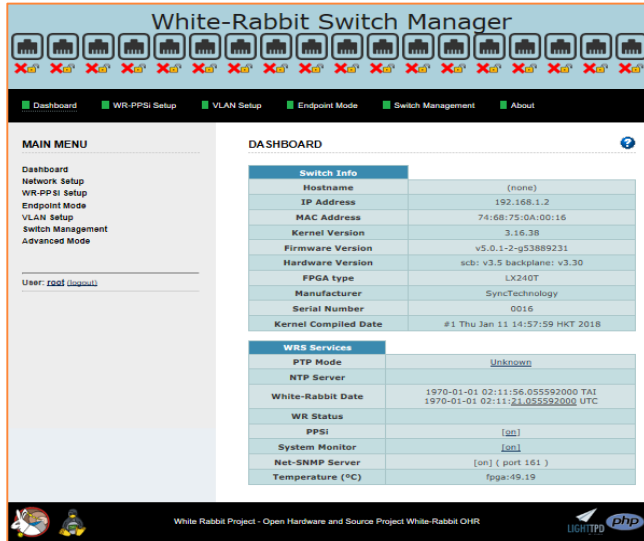 White-Rabbit Switch Manager
Dashboard WR-PPSi Setup VLAN Setup Endpoint Mode Switch Management About
MAIN MENU
Dashboard
Network Setup
WR-PPSi Setup
Endpoint Mode
VLAN Setup
Switch Management
Advanced Mode
User: root (logout)
DASHBOARD
?
Switch Info
Hostname (none)
IP Address 192.168.1.2
MAC Address 74:68:75:0A:00:16
Kernel Version 3.16.38
Firmware Version v5.0.1-2-g53889231
Hardware Version scb: v3.5 backplane: v3.30
FPGA type LX240T
Manufacturer SyncTechnology
Serial Number 0016
Kernel Compiled Date #1 Thu Jan 11 14:57:59 HKT 2018
WRS Services
PTP Mode Unknown
NTP Server
White-Rabbit Date 1970-01-01 02:11:56.055592000 TAI
1970-01-01 02:11:21.055592000 UTC
WR Status
PPSi [on]
System Monitor [on]
Net-SNMP Server [on] ( port 161 )
Temperature (ºC) fpga:49.19
White Rabbit Project - Open Hardware and Source Project White-Rabbit OHR
LIGHTTPD php